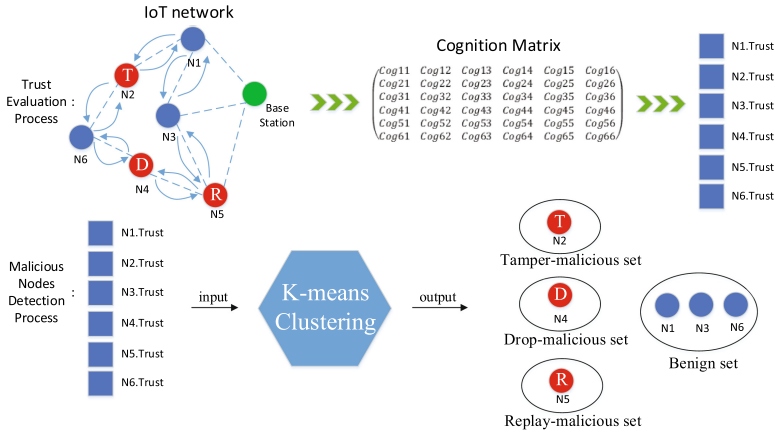 IoT network
Trust
Evaluation :
Process
T
N2
N1
N3
Base
Station
N6
D
N4
R
N5
Cognition Matrix
Cog11 Cog12 Cog13 Cog14 Cog15 Cog16
Cog21 Cog22 Cog23 Cog24 Cog25 Cog26
Cog31 Cog32 Cog33 Cog34 Cog35 Cog36
Cog41 Cog42 Cog43 Cog44 Cog45 Cog46
Cog51 Cog52 Cog53 Cog54 Cog55 Cog56
Cog61 Cog62 Cog63 Cog64 Cog65 Cog66
N1.Trust
N2.Trust
N3.Trust
N4.Trust
N5.Trust
N6.Trust
Malicious
Nodes :
Detection
Process
N1.Trust
N2.Trust
N3.Trust
N4.Trust
N5.Trust
N6.Trust
input
K-means
Clustering
output
T
N2
Tamper-malicious set
D
N4
Drop-malicious set
R
N5
Replay-malicious set
N1 N3 N6
Benign set